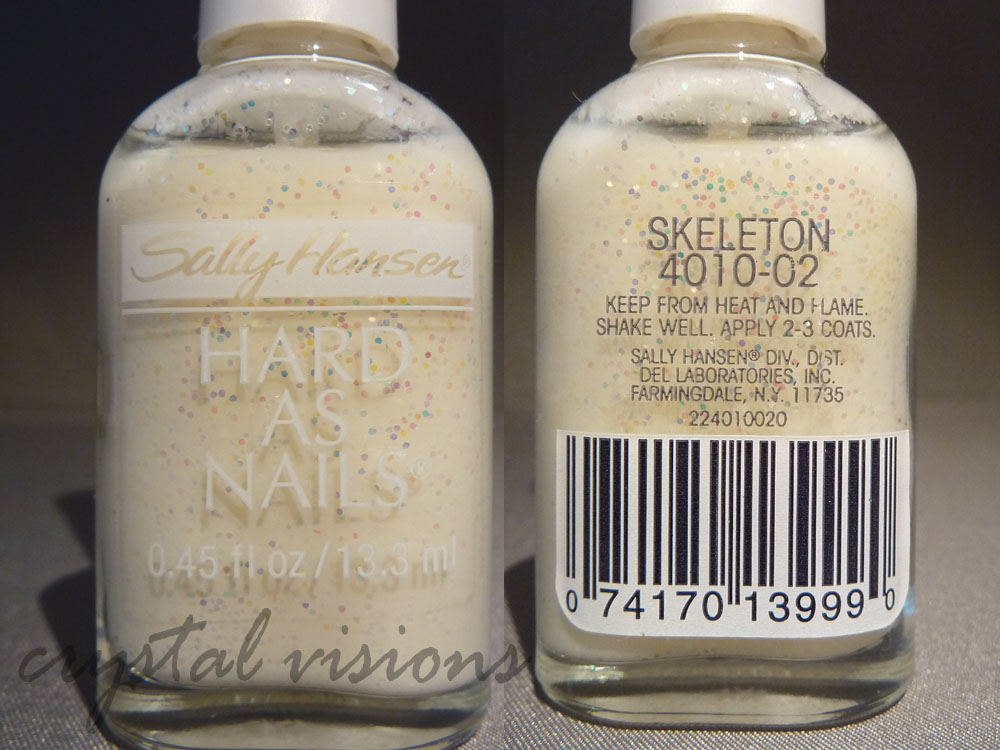 Sally Hansen®
HARD
AS
NAILS®
0.45 fl oz / 13.3 ml
SKELETON
4010-02
KEEP FROM HEAT AND FLAME.
SHAKE WELL. APPLY 2-3 COATS.
SALLY HANSEN® DIV., DIST.
DEL LABORATORIES, INC.
FARMINGDALE, N.Y. 11735
224010020
0 74170 13999 0
crystal visions